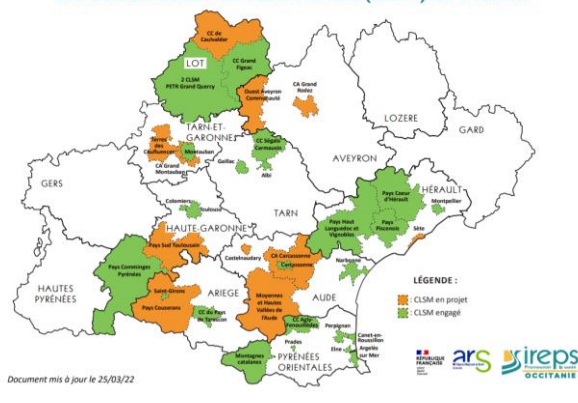 CC de
Cauvaldor
LOT
CC Grand
Figeac
2 CLSM
PETR Grand Quercy
Ouest Aveyron
Communauté
CA Grand
Rodez
LOZERE
GARD
TARN-ET-
GARONNE
Terres
des
Confluences
Montauban
CA Grand
Montauban
CC Ségala
Carmausin
Gaillac
Albi
AVEYRON
GERS
TARN
HÉRAULT
Pays Coeur
d'Hérault
Montpellier
Colomiers
Toulouse
HAUTE-GARONNE
Pays Haut
Languedoc et
Vignobles
Pays
Piscenois
Sète
Pays Sud Toulousain
Castelnaudary
CA Carcassonne
Carcassonne
Narbonne
Pays Comminges
Pyrénées
HAUTES
PYRÉNÉES
Saint-Girons
Pays Couserans
ARIEGE
CC du Pays
de Tarascon
Moyennes et
Hautes
Vallées de
l'Aude
AUDE
CC Agly-
Fenouillèdes
Perpignan
Canet-en-
Roussillon
Prades
Elne
Argelès
sur Mer
Montagnes
catalanes
PYRÉNÉES
ORIENTALES
LÉGENDE :
: CLSM en projet
: CLSM engagé
Document mis à jour le 25/03/22
RÉPUBLIQUE
FRANÇAISE
ars
ireps
OCCITANIE